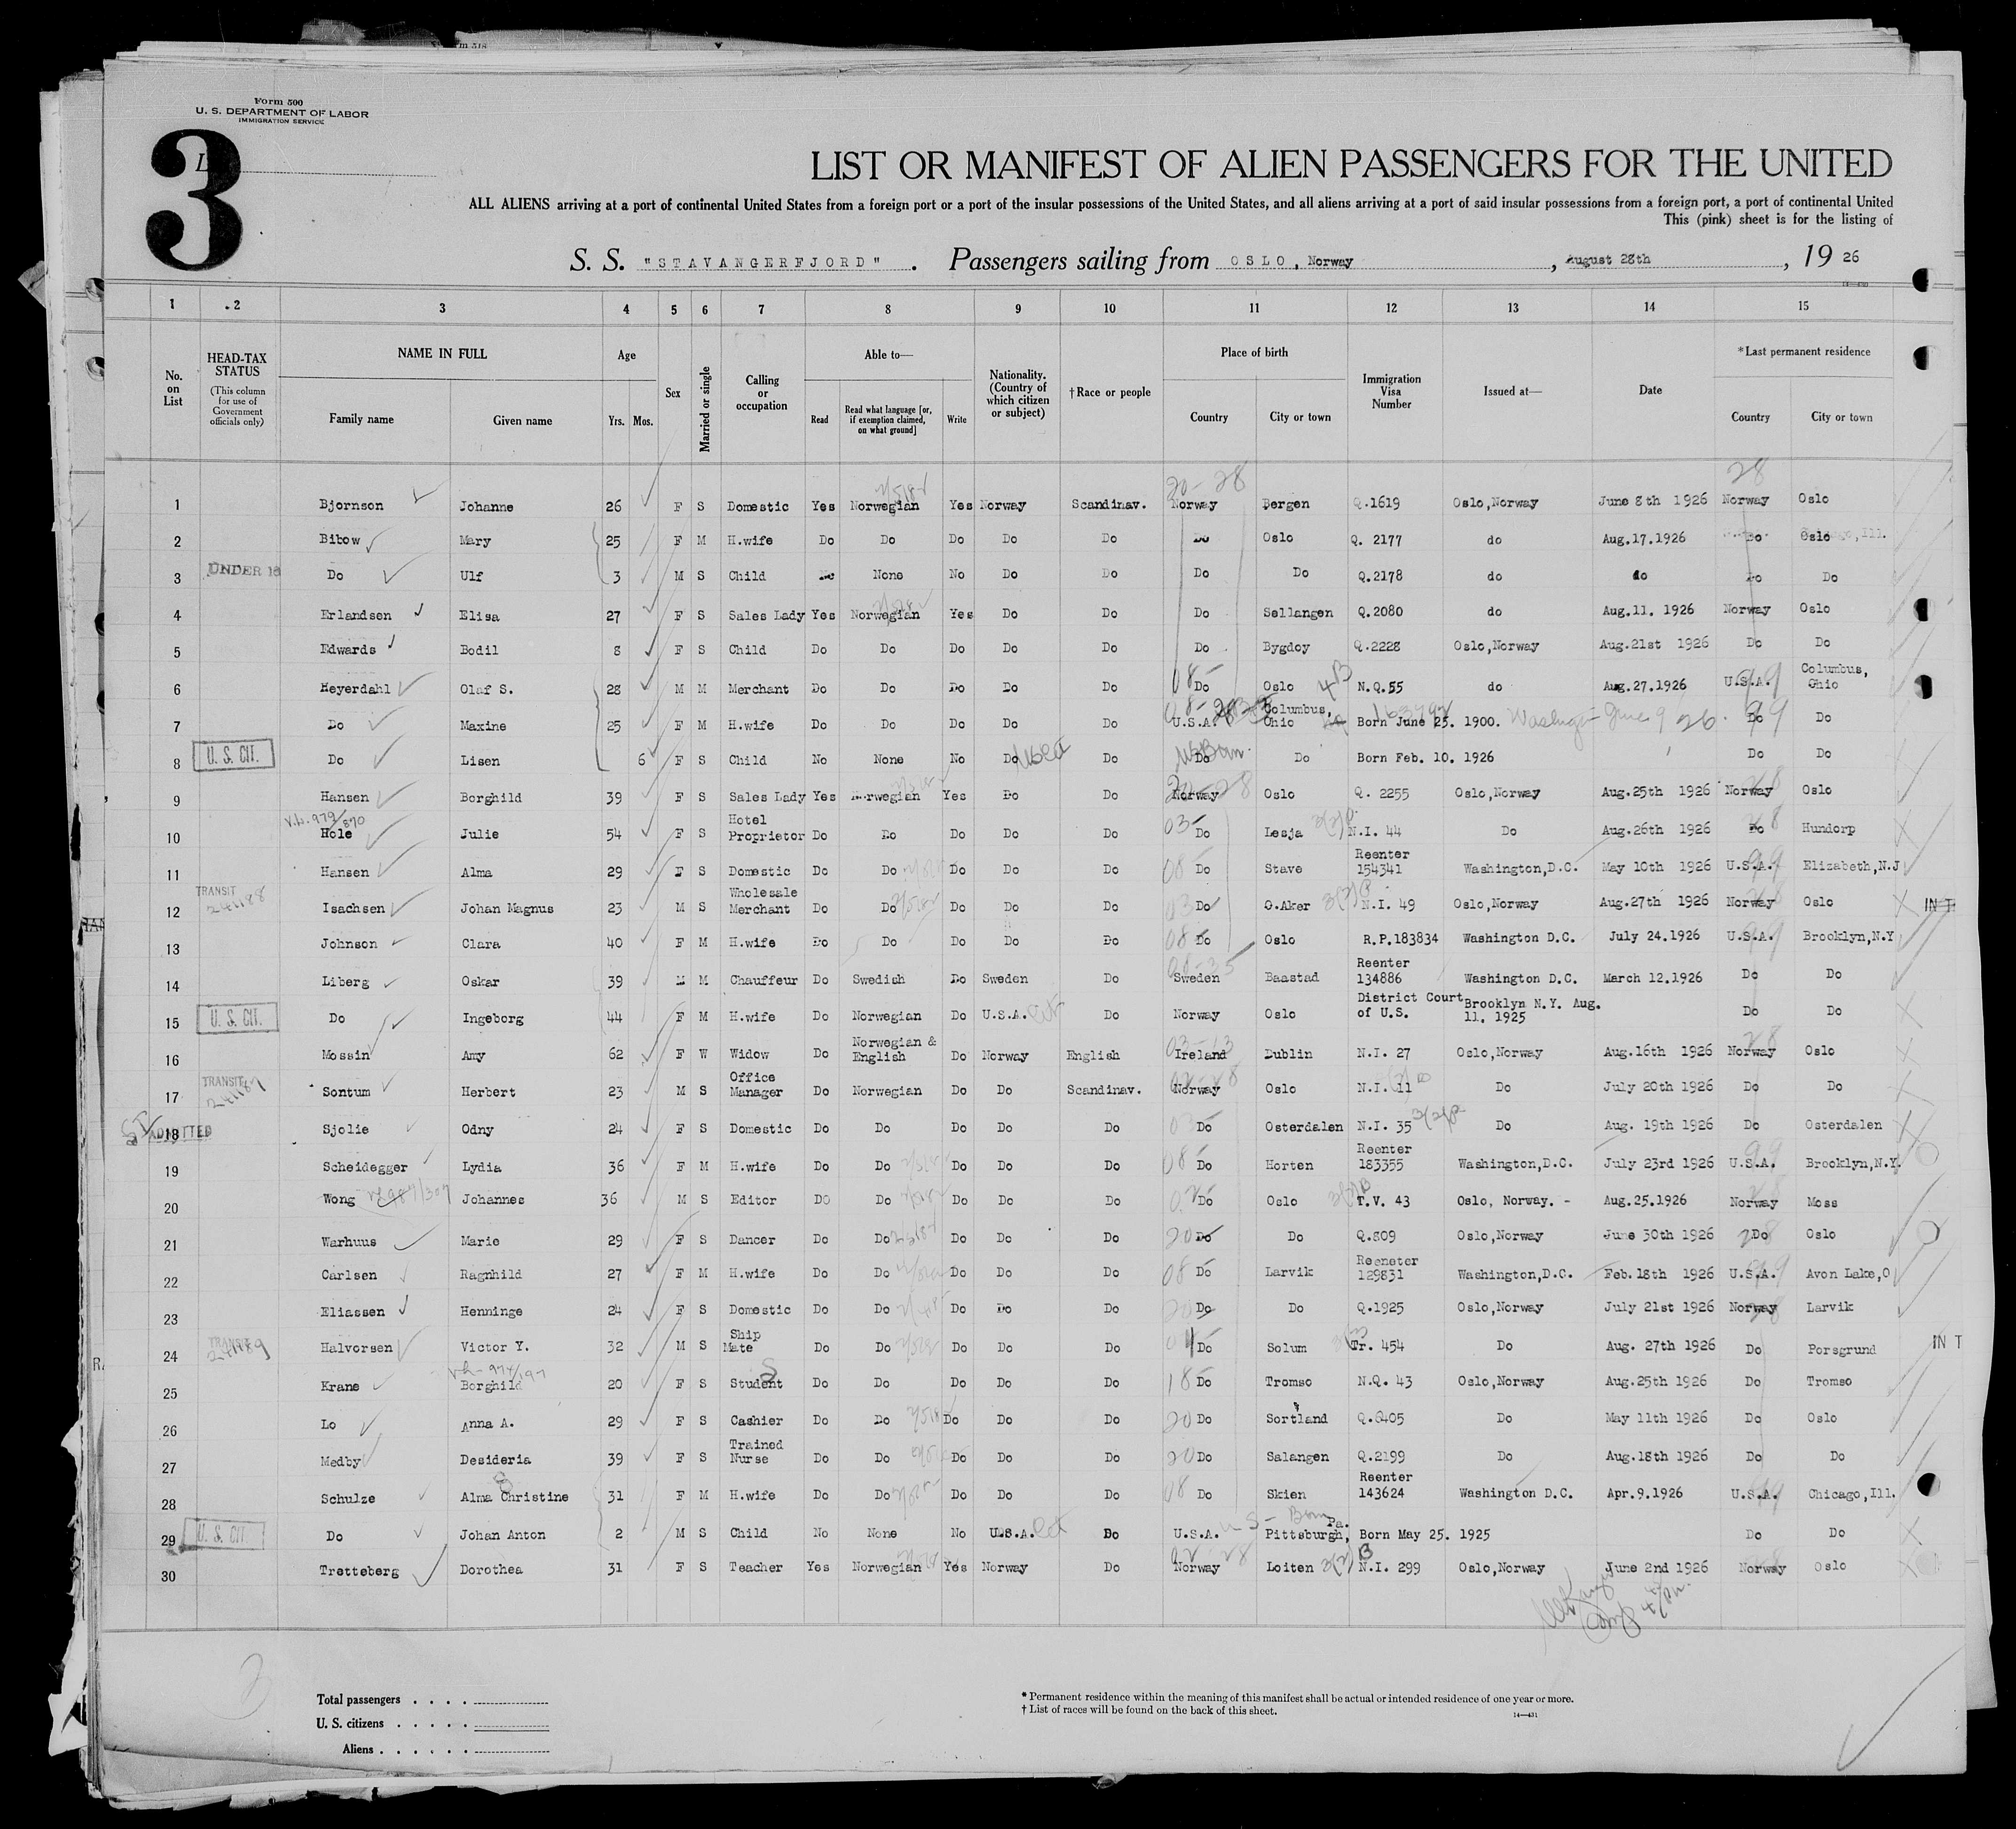 Form 500
U. S. DEPARTMENT OF LABOR
IMMIGRATION SERVICE
3
LIST OR MANIFEST OF ALIEN PASSENGERS FOR THE UNITED
ALL ALIENS arriving at a port of continental United States from a foreign port or a port of the insular possessions of the United States, and all aliens arriving at a port of said insular possessions from a foreign port, a port of continental United
This (pink) sheet is for the listing of
S. S. "STAVANGERFJORD". Passengers sailing from OSLO, Norway, August 28th, 1926
1 2 3 4 5 6 7 8 9 10 11 12 13 14 15
No. on List
HEAD-TAX STATUS (This column for use of Government officials only)
NAME IN FULL Family name Given name
Age Yrs. Mos.
Sex
Married or single
Calling or occupation
Able to— Read Read what language [or, if exemption claimed, on what ground] Write
Nationality. (Country of which citizen or subject)
†Race or people
Place of birth Country City or town
Immigration Visa Number
Issued at—
Date
*Last permanent residence Country City or town
1 Bjornson Johanne 26 F S Domestic Yes Norwegian Yes Norway Scandinav. Norway Bergen Q.1619 Oslo,Norway June 8th 1926 Norway Oslo
2 Bibow Mary 25 F M H.wife Do Do Do Do Do Do Oslo Q. 2177 do Aug.17.1926 Do Oslo
3 UNDER 16 Do Ulf 3 M S Child No None No Do Do Do Do Q.2178 do do Do Do
4 Erlandsen Elisa 27 F S Sales Lady Yes Norwegian Yes Do Do Do Sellangen Q.2080 do Aug.11. 1926 Norway Oslo
5 Edwards Bodil 8 F S Child Do Do Do Do Do Do Bygdoy Q.2228 Oslo,Norway Aug.21st 1926 Do Do
6 Heyerdahl Olaf S. 28 M M Merchant Do Do Do Do Do Do Oslo N.Q.55 do Aug.27.1926 U.S.A. Columbus, Ohio
7 Do Maxine 25 F M H.wife Do Do Do Do Do U.S.A. Columbus, Ohio Born June 25. 1900. Washington June 9 26. Do Do
8 U. S. CIT. Do Lisen 6 F S Child No None No Do Do Do Do Born Feb. 10. 1926 Do Do
9 Hansen Borghild 39 F S Sales Lady Yes Norwegian Yes Do Do Norway Oslo Q. 2255 Oslo,Norway Aug.25th 1926 Norway Oslo
10 Hole Julie 54 F S Hotel Proprietor Do Do Do Do Do Do Lesja N.I. 44 Do Aug.26th 1926 Do Hundorp
11 Hansen Alma 29 F S Domestic Do Do Do Do Do Do Stave Reenter 154341 Washington,D.C. May 10th 1926 U.S.A. Elizabeth,N.J
12 TRANSIT Isachsen Johan Magnus 23 M S Wholesale Merchant Do Do Do Do Do Do O.Aker N.I. 49 Oslo,Norway Aug.27th 1926 Norway Oslo IN T
13 Johnson Clara 40 F M H.wife Do Do Do Do Do Do Oslo R.P.183834 Washington D.C. July 24.1926 U.S.A. Brooklyn,N.Y
14 Liberg Oskar 39 M M Chauffeur Do Swedish Do Sweden Do Sweden Baastad Reenter 134886 Washington D.C. March 12.1926 Do Do
15 U. S. CIT. Do Ingeborg 44 F M H.wife Do Norwegian Do U.S.A. Do Norway Oslo District Court of U.S. Brooklyn N.Y. Aug. 11. 1925 Do Do
16 Mossin Amy 62 F W Widow Do Norwegian & English Do Norway English Ireland Dublin N.I. 27 Oslo,Norway Aug.16th 1926 Norway Oslo
17 TRANSIT Sontum Herbert 23 M S Office Manager Do Norwegian Do Do Scandinav. Norway Oslo N.I. 11 Do July 20th 1926 Do Do
18 ADMITTED Sjolie Odny 24 F S Domestic Do Do Do Do Do Do Osterdalen N.I. 35 Do Aug. 19th 1926 Do Osterdalen
19 Scheidegger Lydia 36 F M H.wife Do Do Do Do Do Do Horten Reenter 183355 Washington,D.C. July 23rd 1926 U.S.A. Brooklyn,N.Y.
20 Wong Johannes 36 M S Editor Do Do Do Do Do Do Oslo T.V. 43 Oslo, Norway. - Aug.25.1926 Norway Moss
21 Warhuus Marie 29 F S Dancer Do Do Do Do Do Do Do Q.809 Oslo,Norway June 30th 1926 Do Oslo
22 Carlsen Ragnhild 27 F M H.wife Do Do Do Do Do Do Larvik Reeneter 129831 Washington,D.C. Feb.18th 1926 U.S.A. Avon Lake,O
23 Eliassen Henninge 24 F S Domestic Do Do Do Do Do Do Do Q.1925 Oslo,Norway July 21st 1926 Norway Larvik
24 TRANSIT Halvorsen Victor Y. 32 M S Ship Mate Do Do Do Do Do Do Solum Tr. 454 Do Aug. 27th 1926 Do Porsgrund IN T
25 Krane Borghild 20 F S Student Do Do Do Do Do Do Tromso N.Q. 43 Oslo,Norway Aug.25th 1926 Do Tromso
26 Lo Anna A. 29 F S Cashier Do Do Do Do Do Do Sortland Do May 11th 1926 Do Oslo
27 Medby Desideria 39 F S Trained Nurse Do Do Do Do Do Do Salangen Q.2199 Do Aug.18th 1926 Do Do
28 Schulze Alma Christine 31 F M H.wife Do Do Do Do Do Do Skien Reenter 143624 Washington D.C. Apr.9.1926 U.S.A. Chicago,Ill.
29 U. S. CIT. Do Johan Anton 2 M S Child No None No U.S.A. Do U.S.A. Pittsburgh, Pa. Born May 25. 1925 Do Do
30 Tretteberg Dorothea 31 F S Teacher Yes Norwegian Yes Norway Do Norway Loiten N.I. 299 Oslo,Norway June 2nd 1926 Norway Oslo
Total passengers . . . .
U. S. citizens . . . . .
Aliens . . . . . .
* Permanent residence within the meaning of this manifest shall be actual or intended residence of one year or more.
† List of races will be found on the back of this sheet.
14—431